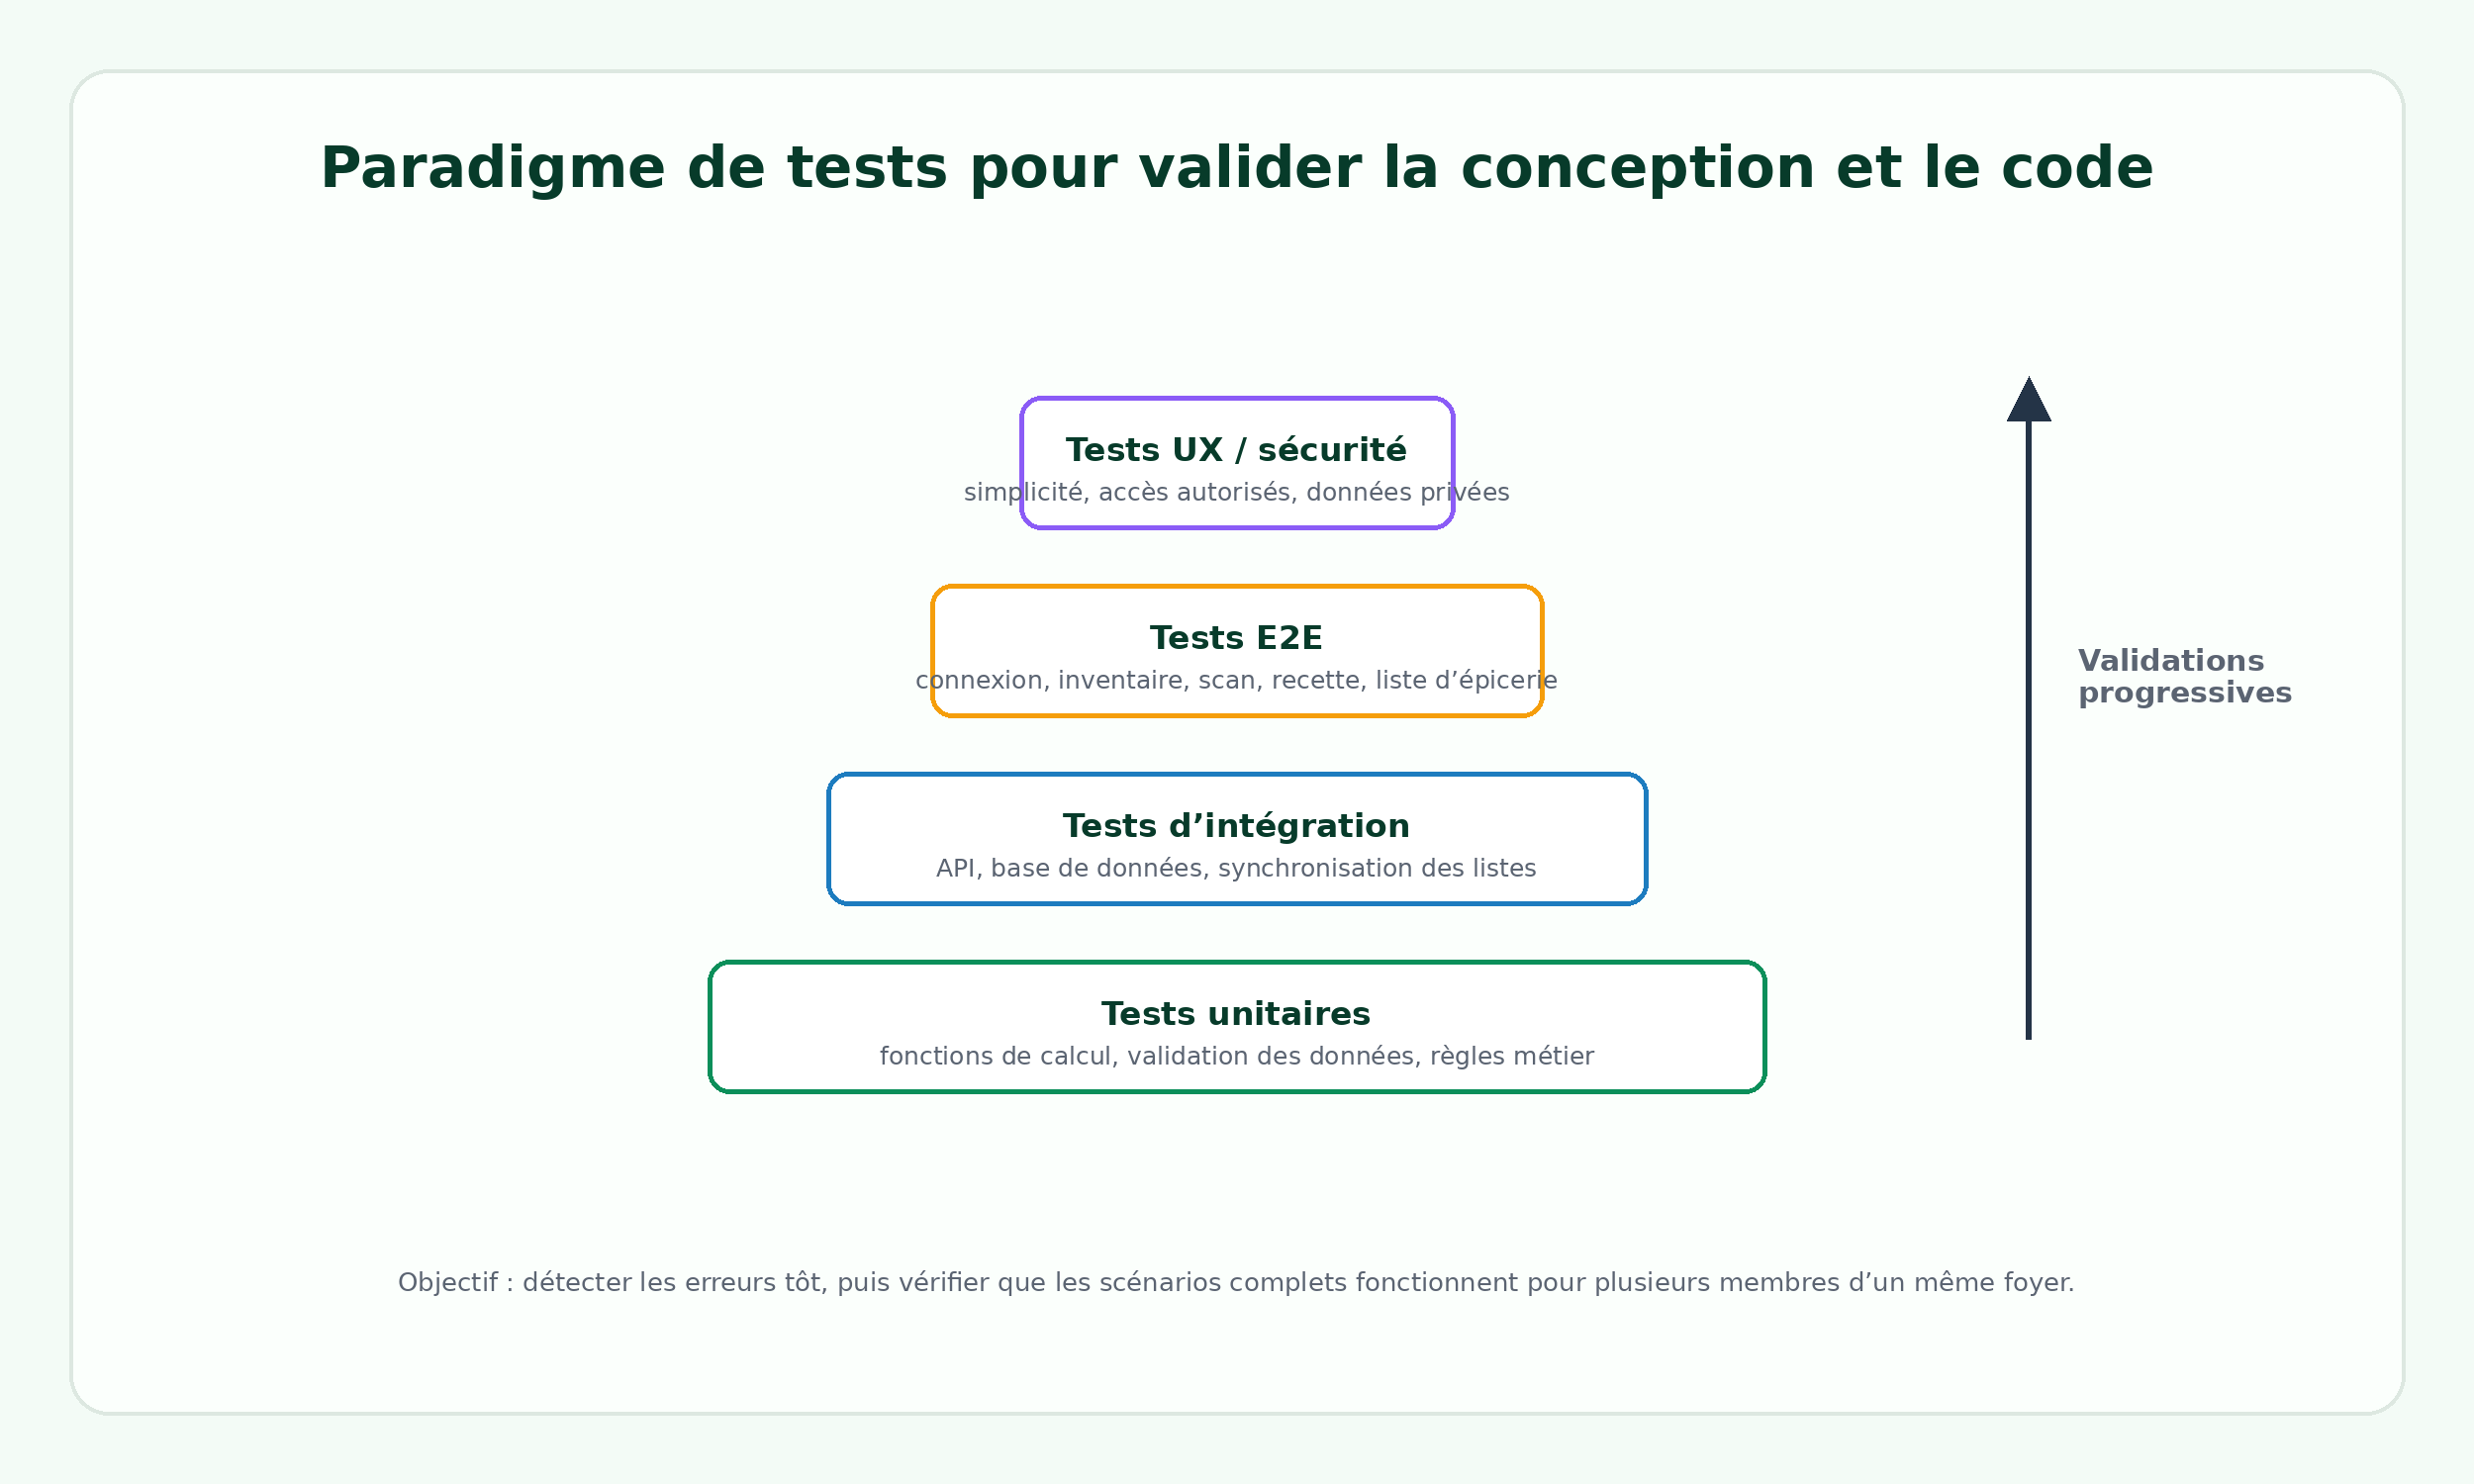 Paradigme de tests pour valider la conception et le code
Tests UX / sécurité
simplicité, accès autorisés, données privées
Tests E2E
connexion, inventaire, scan, recette, liste d’épicerie
Validations
progressives
Tests d’intégration
API, base de données, synchronisation des listes
Tests unitaires
fonctions de calcul, validation des données, règles métier
Objectif : détecter les erreurs tôt, puis vérifier que les scénarios complets fonctionnent pour plusieurs membres d’un même foyer.